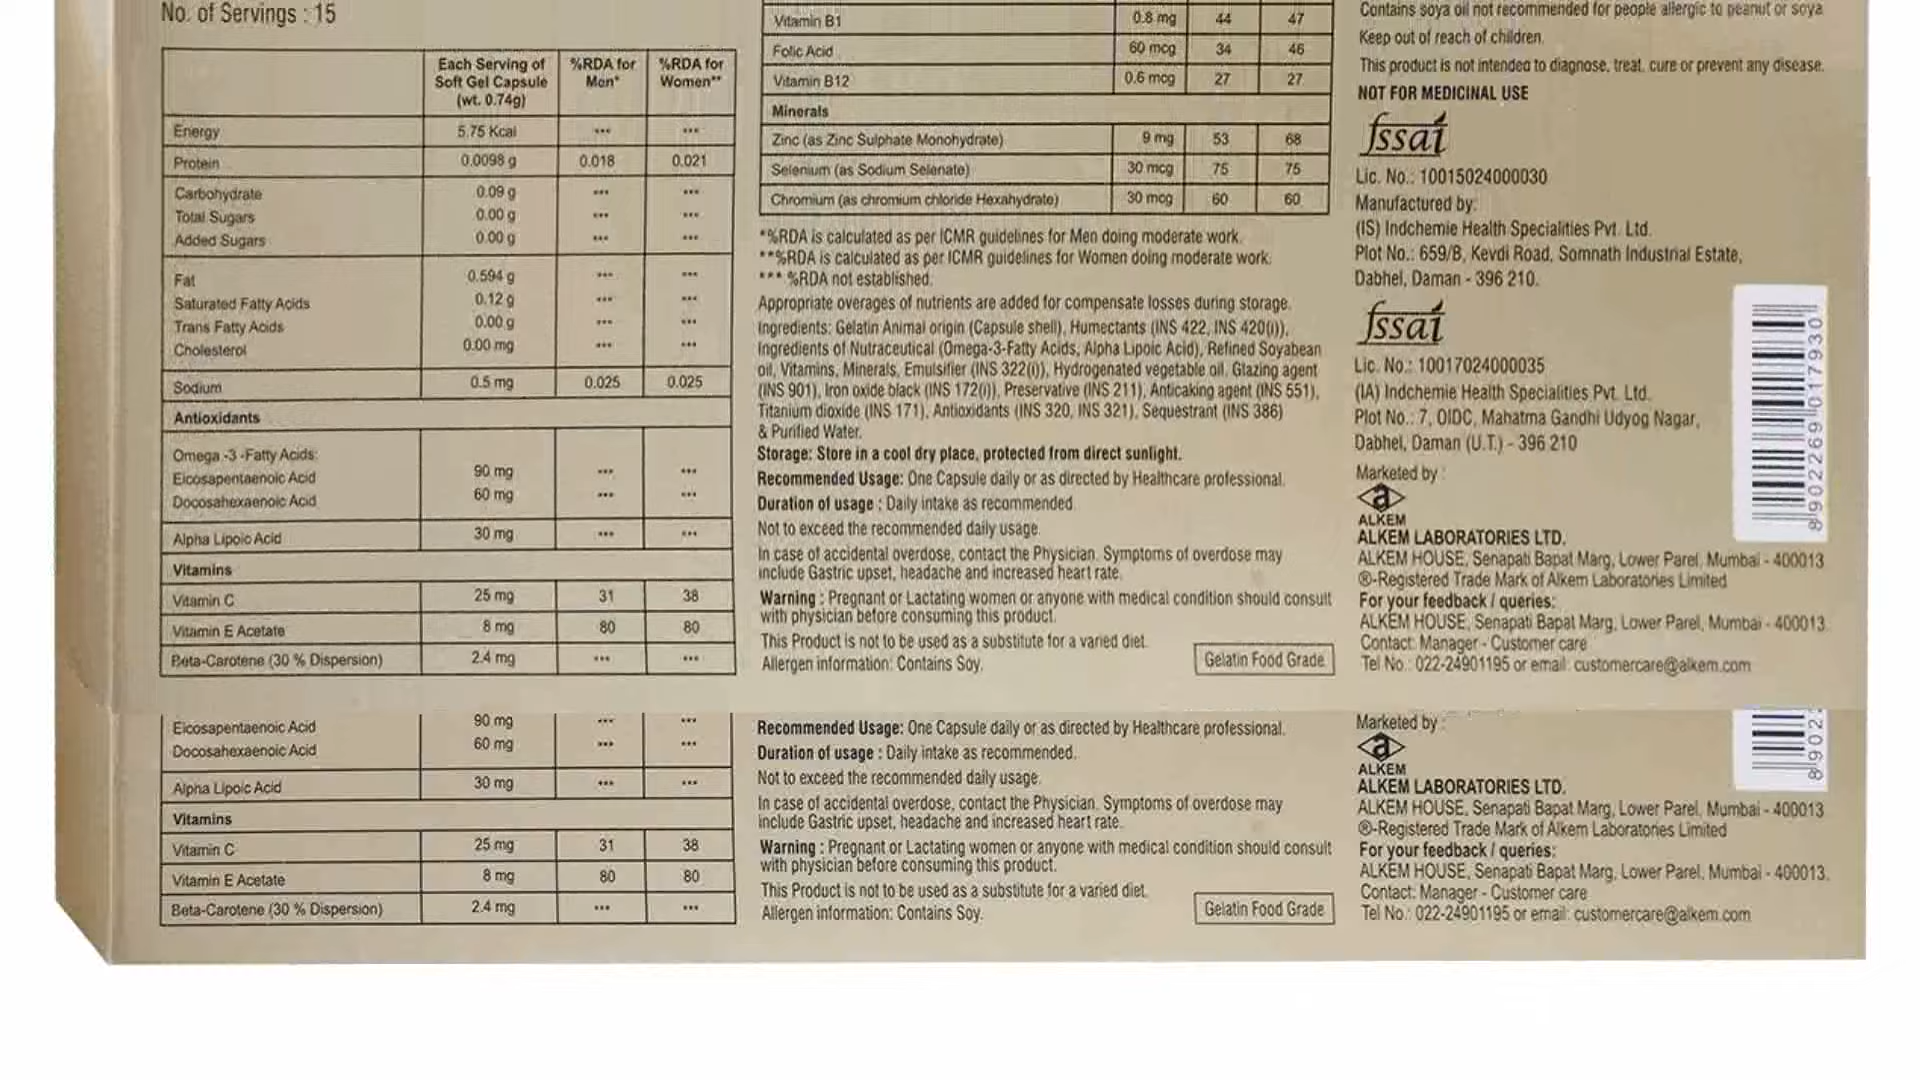 No. of Servings : 15
Each Serving of Soft Gel Capsule (wt. 0.74g) %RDA for Men* %RDA for Women**
Energy 5.75 Kcal *** ***
Protein 0.0098 g 0.018 0.021
Carbohydrate 0.09 g *** ***
Total Sugars 0.00 g *** ***
Added Sugars 0.00 g *** ***
Fat 0.594 g *** ***
Saturated Fatty Acids 0.12 g *** ***
Trans Fatty Acids 0.00 g *** ***
Cholesterol 0.00 mg *** ***
Sodium 0.5 mg 0.025 0.025
Antioxidants
Omega -3 -Fatty Acids:
Eicosapentaenoic Acid 90 mg *** ***
Docosahexaenoic Acid 60 mg *** ***
Alpha Lipoic Acid 30 mg *** ***
Vitamins
Vitamin C 25 mg 31 38
Vitamin E Acetate 8 mg 80 80
Beta-Carotene (30 % Dispersion) 2.4 mg *** ***
Vitamin B1 0.8 mg 44 47
Folic Acid 60 mcg 34 46
Vitamin B12 0.6 mcg 27 27
Minerals
Zinc (as Zinc Sulphate Monohydrate) 9 mg 53 68
Selenium (as Sodium Selenate) 30 mcg 75 75
Chromium (as chromium chloride Hexahydrate) 30 mcg 60 60
*%RDA is calculated as per ICMR guidelines for Men doing moderate work.
**%RDA is calculated as per ICMR guidelines for Women doing moderate work.
*** %RDA not established.
Appropriate overages of nutrients are added for compensate losses during storage.
Ingredients: Gelatin Animal origin (Capsule shell), Humectants (INS 422, INS 420(i)),
Ingredients of Nutraceutical (Omega-3-Fatty Acids, Alpha Lipoic Acid), Refined Soyabean
oil, Vitamins, Minerals, Emulsifier (INS 322(i)), Hydrogenated vegetable oil, Glazing agent
(INS 901), Iron oxide black (INS 172(i)), Preservative (INS 211), Anticaking agent (INS 551),
Titanium dioxide (INS 171), Antioxidants (INS 320, INS 321), Sequestrant (INS 386)
& Purified Water.
Storage: Store in a cool dry place, protected from direct sunlight.
Recommended Usage: One Capsule daily or as directed by Healthcare professional.
Duration of usage : Daily intake as recommended.
Not to exceed the recommended daily usage.
In case of accidental overdose, contact the Physician. Symptoms of overdose may
include Gastric upset, headache and increased heart rate.
Warning : Pregnant or Lactating women or anyone with medical condition should consult
with physician before consuming this product.
This Product is not to be used as a substitute for a varied diet.
Allergen information: Contains Soy.
Gelatin Food Grade
Contains soya oil not recommended for people allergic to peanut or soya
Keep out of reach of children.
This product is not intended to diagnose, treat, cure or prevent any disease.
NOT FOR MEDICINAL USE
fssai
Lic. No.: 10015024000030
Manufactured by:
(IS) Indchemie Health Specialities Pvt. Ltd.
Plot No.: 659/8, Kevdi Road, Somnath Industrial Estate,
Dabhel, Daman - 396 210.
fssai
Lic. No.: 10017024000035
(IA) Indchemie Health Specialities Pvt. Ltd.
Plot No.: 7, OIDC, Mahatma Gandhi Udyog Nagar,
Dabhel, Daman (U.T.) - 396 210
Marketed by :
a
ALKEM
ALKEM LABORATORIES LTD.
ALKEM HOUSE, Senapati Bapat Marg, Lower Parel, Mumbai - 400013
®-Registered Trade Mark of Alkem Laboratories Limited
For your feedback / queries:
ALKEM HOUSE, Senapati Bapat Marg, Lower Parel, Mumbai - 400013.
Contact: Manager - Customer care
Tel No.: 022-24901195 or email: customercare@alkem.com
8902269017930
Eicosapentaenoic Acid 90 mg *** ***
Docosahexaenoic Acid 60 mg *** ***
Alpha Lipoic Acid 30 mg *** ***
Vitamins
Vitamin C 25 mg 31 38
Vitamin E Acetate 8 mg 80 80
Beta-Carotene (30 % Dispersion) 2.4 mg *** ***
Recommended Usage: One Capsule daily or as directed by Healthcare professional.
Duration of usage : Daily intake as recommended.
Not to exceed the recommended daily usage.
In case of accidental overdose, contact the Physician. Symptoms of overdose may
include Gastric upset, headache and increased heart rate.
Warning : Pregnant or Lactating women or anyone with medical condition should consult
with physician before consuming this product.
This Product is not to be used as a substitute for a varied diet.
Allergen information: Contains Soy.
Gelatin Food Grade
Marketed by :
a
ALKEM
ALKEM LABORATORIES LTD.
ALKEM HOUSE, Senapati Bapat Marg, Lower Parel, Mumbai - 400013
®-Registered Trade Mark of Alkem Laboratories Limited
For your feedback / queries:
ALKEM HOUSE, Senapati Bapat Marg, Lower Parel, Mumbai - 400013.
Contact: Manager - Customer care
Tel No.: 022-24901195 or email: customercare@alkem.com